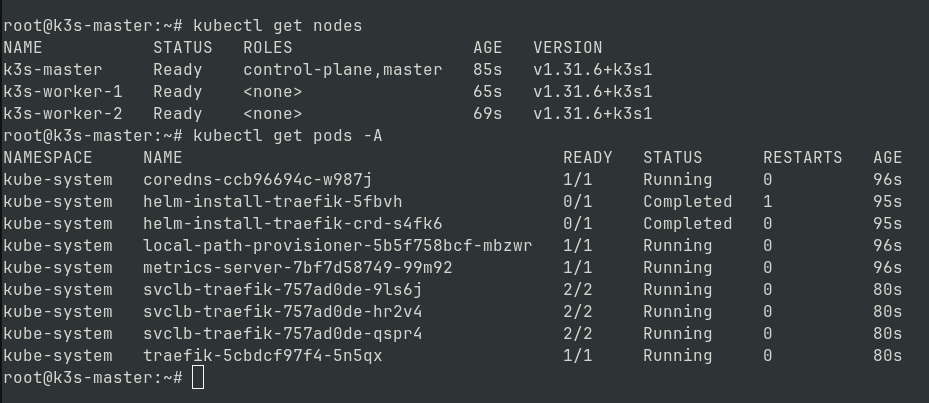 root@k3s-master:~# kubectl get nodes
NAME           STATUS   ROLES                  AGE   VERSION
k3s-master     Ready    control-plane,master   85s   v1.31.6+k3s1
k3s-worker-1   Ready    <none>                 65s   v1.31.6+k3s1
k3s-worker-2   Ready    <none>                 69s   v1.31.6+k3s1
root@k3s-master:~# kubectl get pods -A
NAMESPACE     NAME                                      READY   STATUS      RESTARTS   AGE
kube-system   coredns-ccb96694c-w987j                   1/1     Running     0          96s
kube-system   helm-install-traefik-5fbvh                0/1     Completed   1          95s
kube-system   helm-install-traefik-crd-s4fk6            0/1     Completed   0          95s
kube-system   local-path-provisioner-5b5f758bcf-mbzwr   1/1     Running     0          96s
kube-system   metrics-server-7bf7d58749-99m92           1/1     Running     0          96s
kube-system   svclb-traefik-757ad0de-9ls6j              2/2     Running     0          80s
kube-system   svclb-traefik-757ad0de-hr2v4              2/2     Running     0          80s
kube-system   svclb-traefik-757ad0de-qspr4              2/2     Running     0          80s
kube-system   traefik-5cbdcf97f4-5n5qx                  1/1     Running     0          80s
root@k3s-master:~#